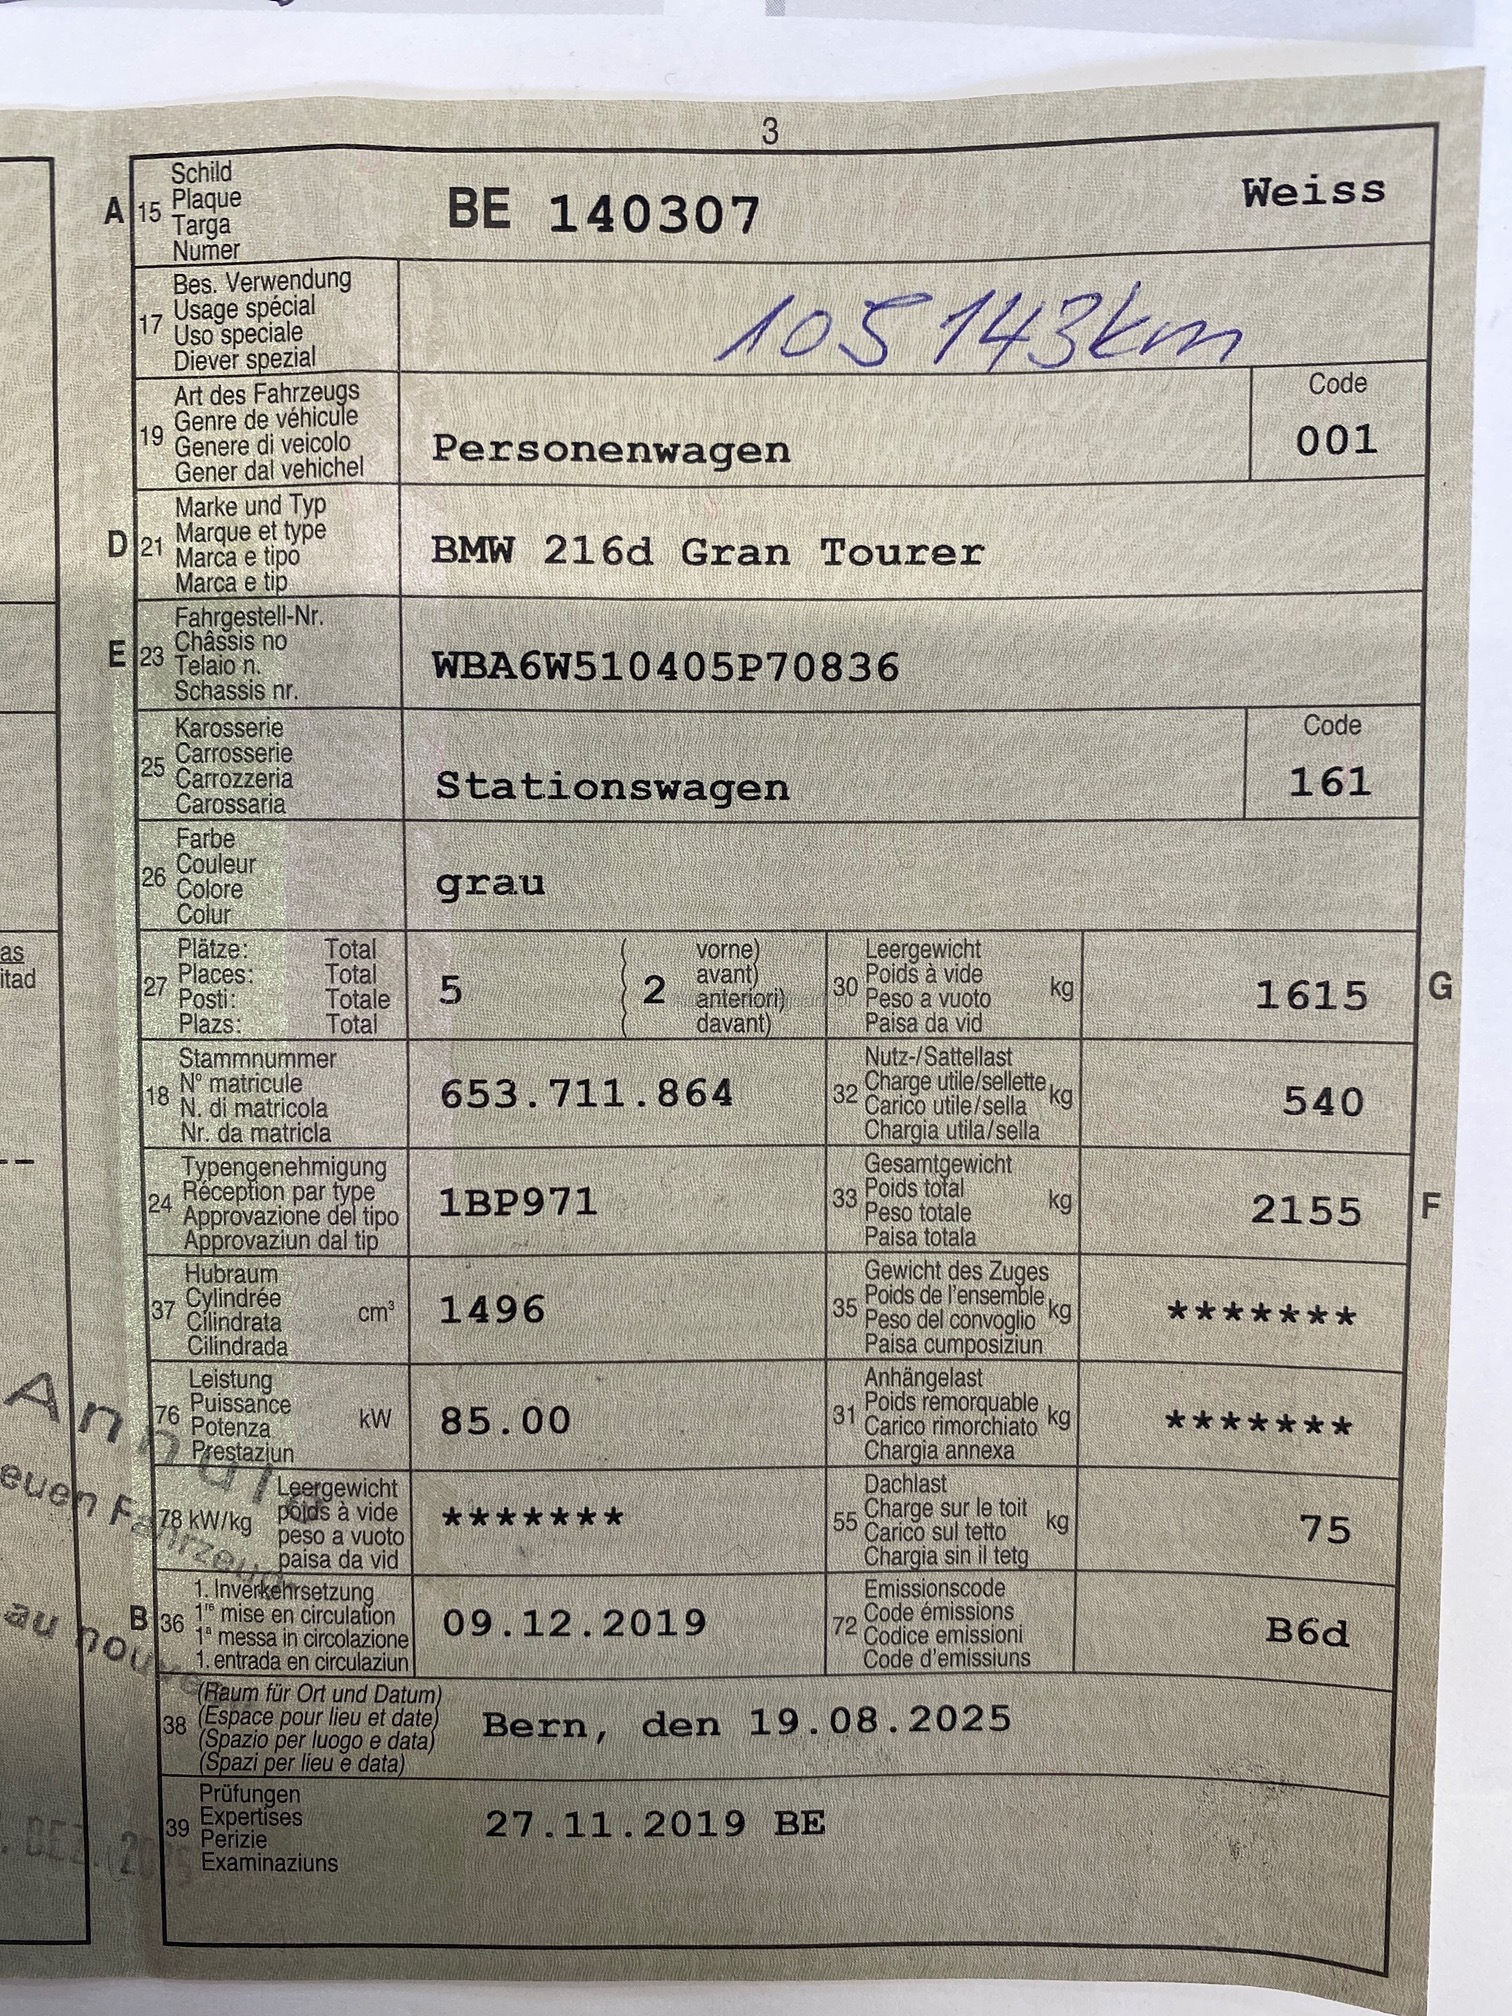 3
A 15 Schild
Plaque
Targa
Numer
BE 140307 Weiss
17 Bes. Verwendung
Usage spécial
Uso speciale
Diever spezial
105 143km
19 Art des Fahrzeugs
Genre de véhicule
Genere di veicolo
Gener dal vehichel
Personenwagen
Code
001
D 21 Marke und Typ
Marque et type
Marca e tipo
Marca e tip
BMW 216d Gran Tourer
E 23 Fahrgestell-Nr.
Châssis no
Telaio n.
Schassis nr.
WBA6W510405P70836
25 Karosserie
Carrosserie
Carrozzeria
Carossaria
Stationswagen
Code
161
26 Farbe
Couleur
Colore
Colur
grau
as
itad
27 Plätze: Total
Places: Total
Posti: Totale
Plazs: Total
5 ( 2 vorne)
( avant)
( anteriori)
( davant)
30 Leergewicht
Poids à vide
Peso a vuoto
Paisa da vid
kg 1615 G
18 Stammnummer
N° matricule
N. di matricola
Nr. da matricla
653.711.864
32 Nutz-/Sattellast
Charge utile/sellette
Carico utile/sella
Chargia utila/sella
kg 540
--
24 Typengenehmigung
Réception par type
Approvazione del tipo
Approvaziun dal tip
1BP971
33 Gesamtgewicht
Poids total
Peso totale
Paisa totala
kg 2155 F
37 Hubraum
Cylindrée
Cilindrata
Cilindrada
cm³ 1496
35 Gewicht des Zuges
Poids de l'ensemble
Peso del convoglio
Paisa cumposiziun
kg *******
76 Leistung
Puissance
Potenza
Prestaziun
kW 85.00
31 Anhängelast
Poids remorquable
Carico rimorchiato
Chargia annexa
kg *******
78 kW/kg Leergewicht
poids à vide
peso a vuoto
paisa da vid
*******
55 Dachlast
Charge sur le toit
Carico sul tetto
Chargia sin il tetg
kg 75
B 36 1. Inverkehrsetzung
1re mise en circulation
1a messa in circolazione
1. entrada en circulaziun
09.12.2019
72 Emissionscode
Code émissions
Codice emissioni
Code d'emissiuns
B6d
38 (Raum für Ort und Datum)
(Espace pour lieu et date)
(Spazio per luogo e data)
(Spazi per lieu e data)
Bern, den 19.08.2025
39 Prüfungen
Expertises
Perizie
Examinaziuns
27.11.2019 BE
euen Fahrzeug
au nouve